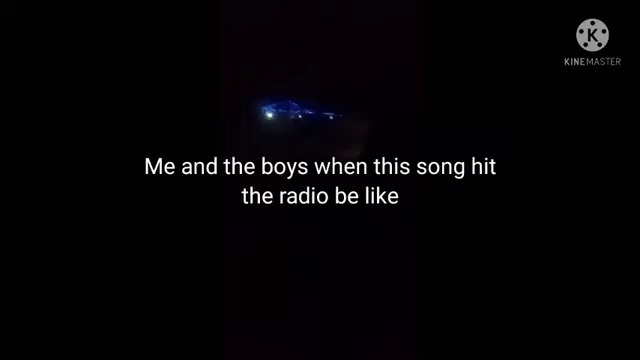 KINEMASTER
Me and the boys when this song hit
the radio be like